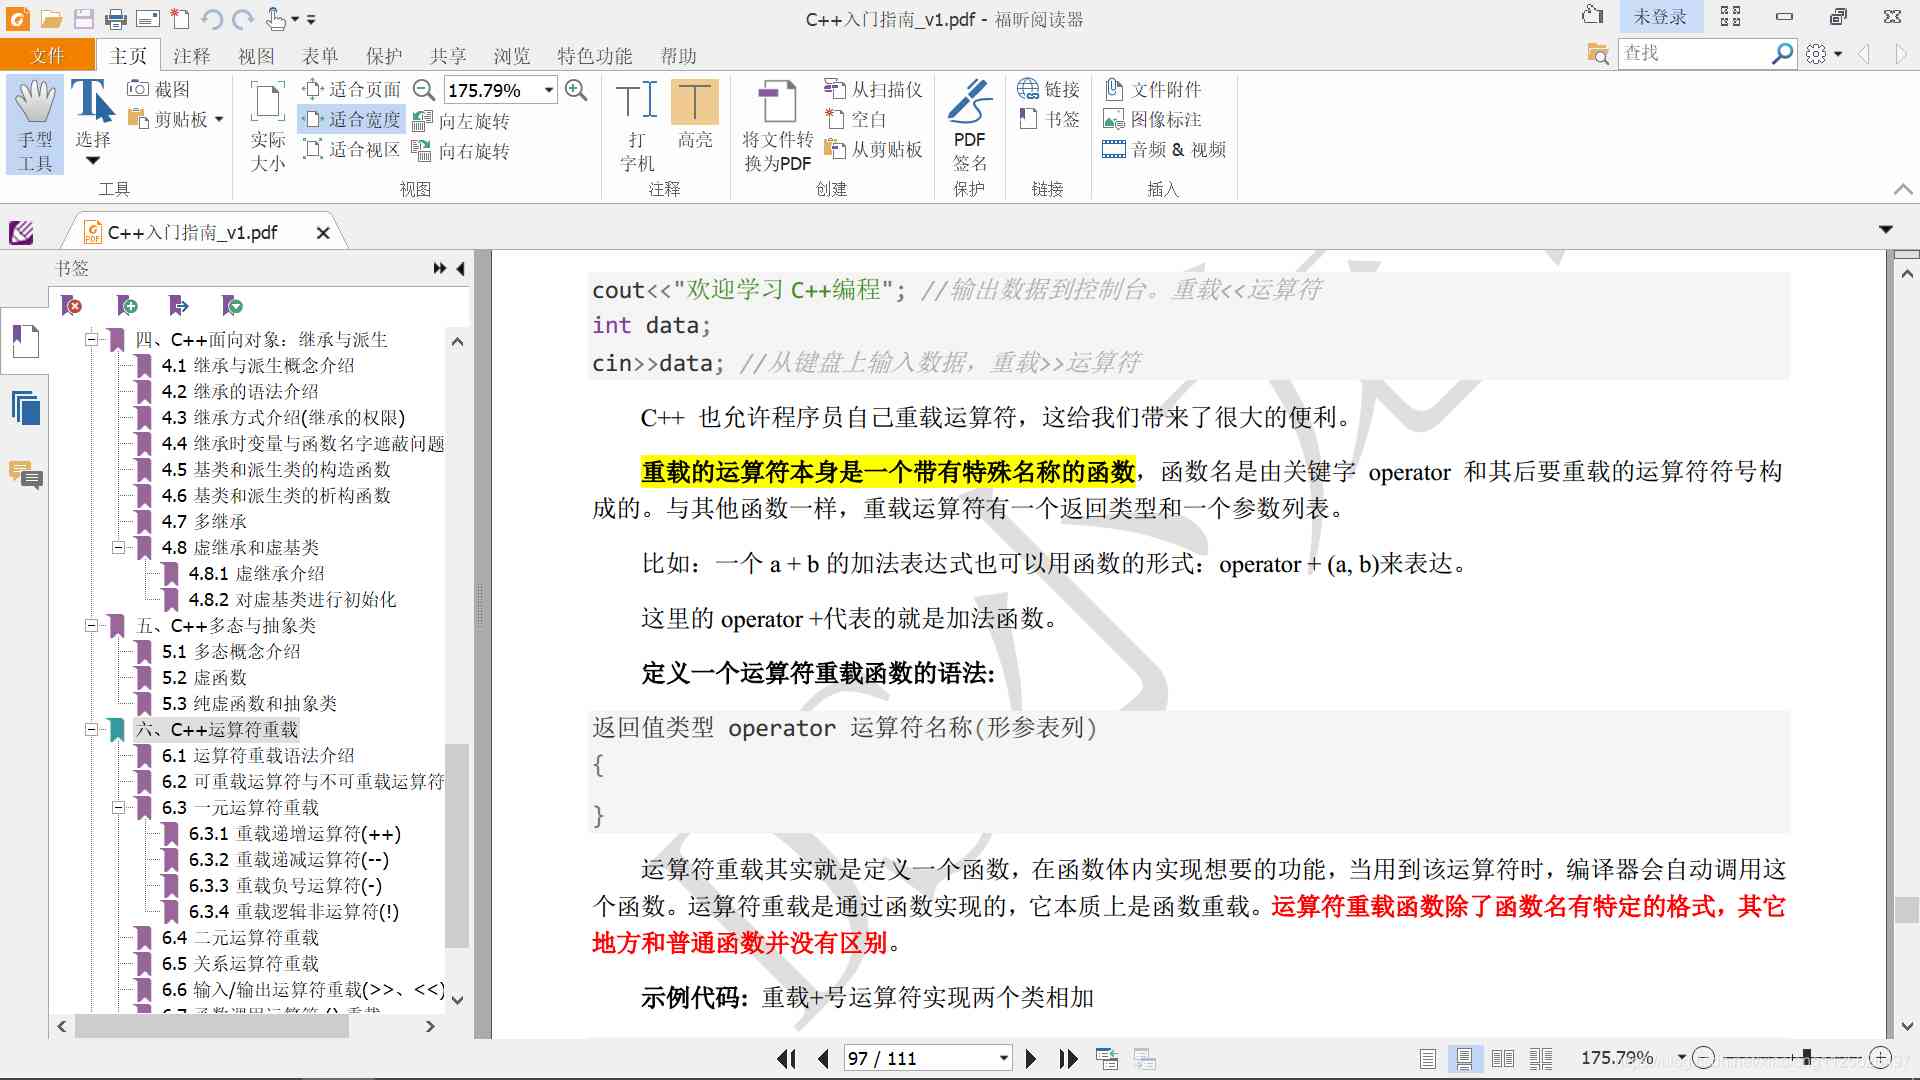 C++入门指南_v1.pdf - 福昕阅读器
未登录
文件 主页 注释 视图 表单 保护 共享 浏览 特色功能 帮助
查找
手型
工具
选择
截图
剪贴板
工具
实际
大小
适合页面
适合宽度
适合视区
175.79%
向左旋转
向右旋转
视图
打
字机
高亮
注释
将文件转
换为PDF
从扫描仪
空白
从剪贴板
创建
PDF
签名
保护
链接
书签
链接
文件附件
图像标注
音频 & 视频
插入
C++入门指南_v1.pdf
书签
四、C++面向对象：继承与派生
4.1 继承与派生概念介绍
4.2 继承的语法介绍
4.3 继承方式介绍(继承的权限)
4.4 继承时变量与函数名字遮蔽问题
4.5 基类和派生类的构造函数
4.6 基类和派生类的析构函数
4.7 多继承
4.8 虚继承和虚基类
4.8.1 虚继承介绍
4.8.2 对虚基类进行初始化
五、C++多态与抽象类
5.1 多态概念介绍
5.2 虚函数
5.3 纯虚函数和抽象类
六、C++运算符重载
6.1 运算符重载语法介绍
6.2 可重载运算符与不可重载运算符
6.3 一元运算符重载
6.3.1 重载递增运算符(++)
6.3.2 重载递减运算符(--)
6.3.3 重载负号运算符(-)
6.3.4 重载逻辑非运算符(!)
6.4 二元运算符重载
6.5 关系运算符重载
6.6 输入/输出运算符重载(>>、<<)
cout<<"欢迎学习 C++编程"; //输出数据到控制台。重载<<运算符
int data;
cin>>data; //从键盘上输入数据，重载>>运算符
C++ 也允许程序员自己重载运算符，这给我们带来了很大的便利。
重载的运算符本身是一个带有特殊名称的函数，函数名是由关键字 operator 和其后要重载的运算符符号构
成的。与其他函数一样，重载运算符有一个返回类型和一个参数列表。
比如：一个 a + b 的加法表达式也可以用函数的形式：operator + (a, b)来表达。
这里的 operator +代表的就是加法函数。
定义一个运算符重载函数的语法:
返回值类型 operator 运算符名称(形参表列)
{
}
运算符重载其实就是定义一个函数，在函数体内实现想要的功能，当用到该运算符时，编译器会自动调用这
个函数。运算符重载是通过函数实现的，它本质上是函数重载。运算符重载函数除了函数名有特定的格式，其它
地方和普通函数并没有区别。
示例代码: 重载+号运算符实现两个类相加
97 / 111
175.79%